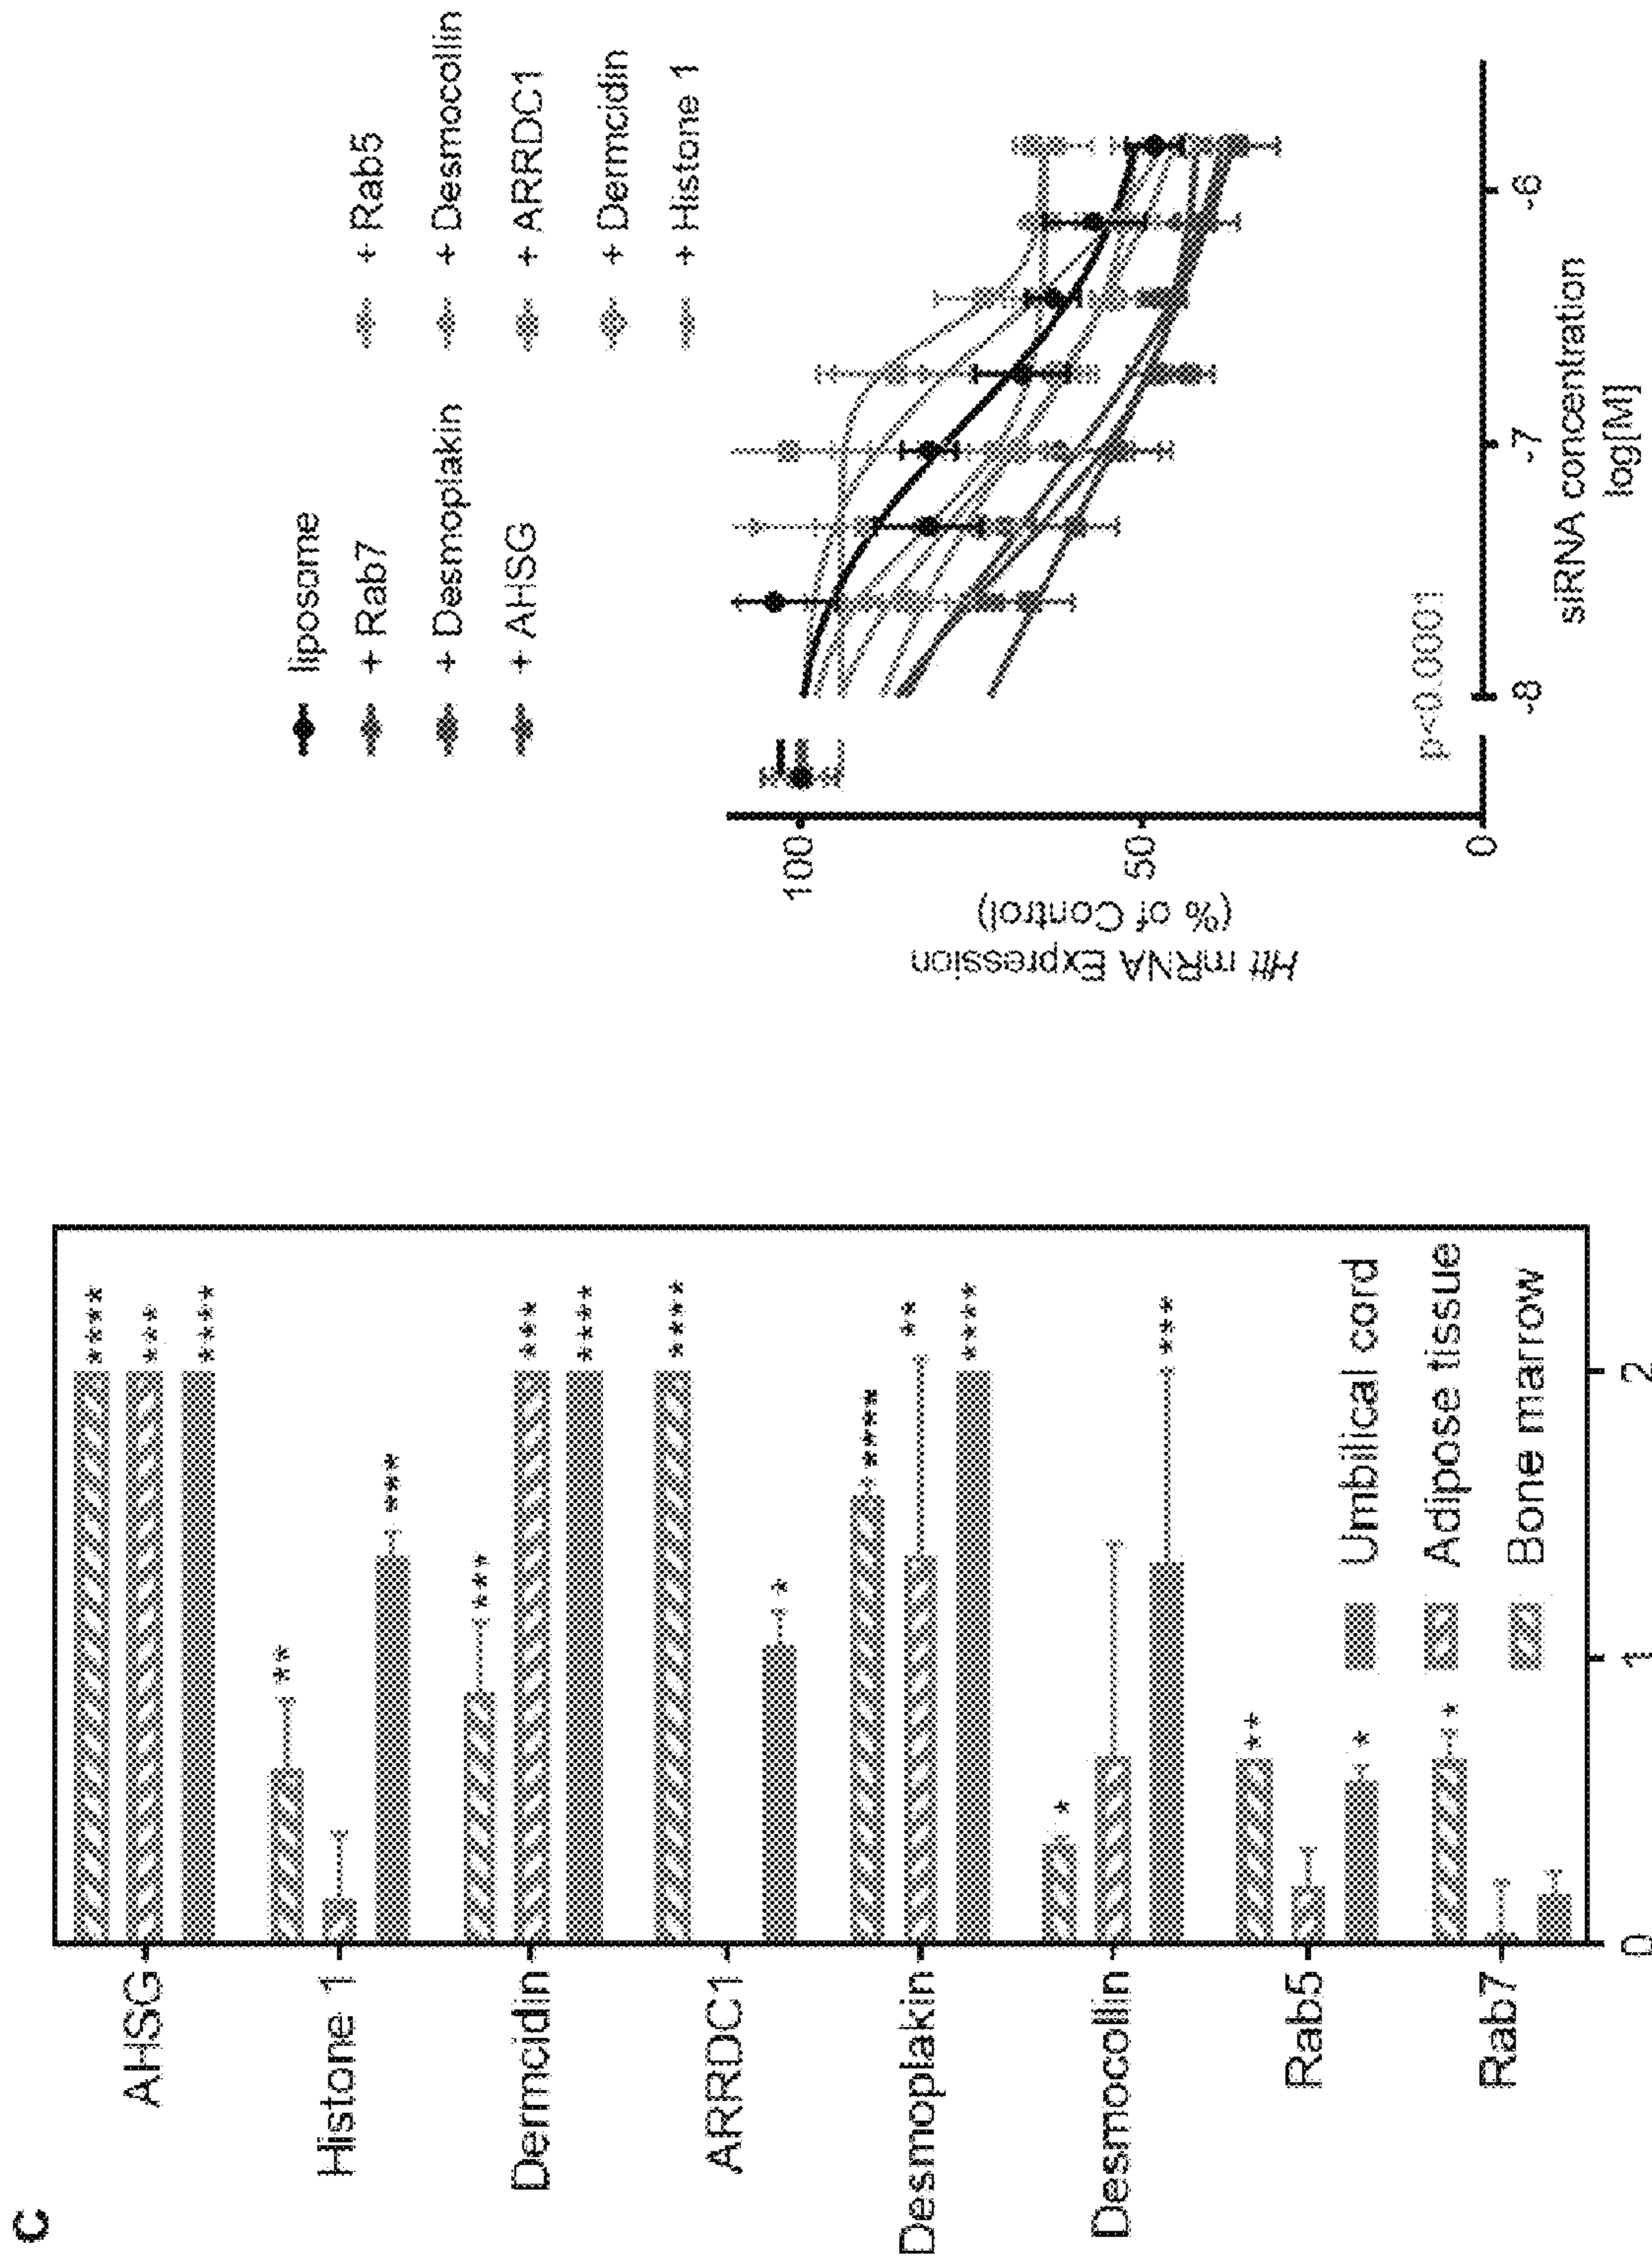 C
AHSG
****
***
****
Histone 1
**
***
Dermcidin
***
***
****
ARRDC1
****
*
Desmoplakin
****
**
****
Desmocollin
*
***
Rab5
**
*
Rab7
*
Umbilical cord
Adipose tissue
Bone marrow
0 1 2
liposome
+ Rab7
+ Desmoplakin
+ AHSG
+ Rab5
+ Desmocollin
+ ARRDC1
+ Dermcidin
+ Histone 1
Htt mRNA Expression
(% of Control)
100
50
0
p<0.0001
-8 -7 -6
siRNA concentration
log[M]